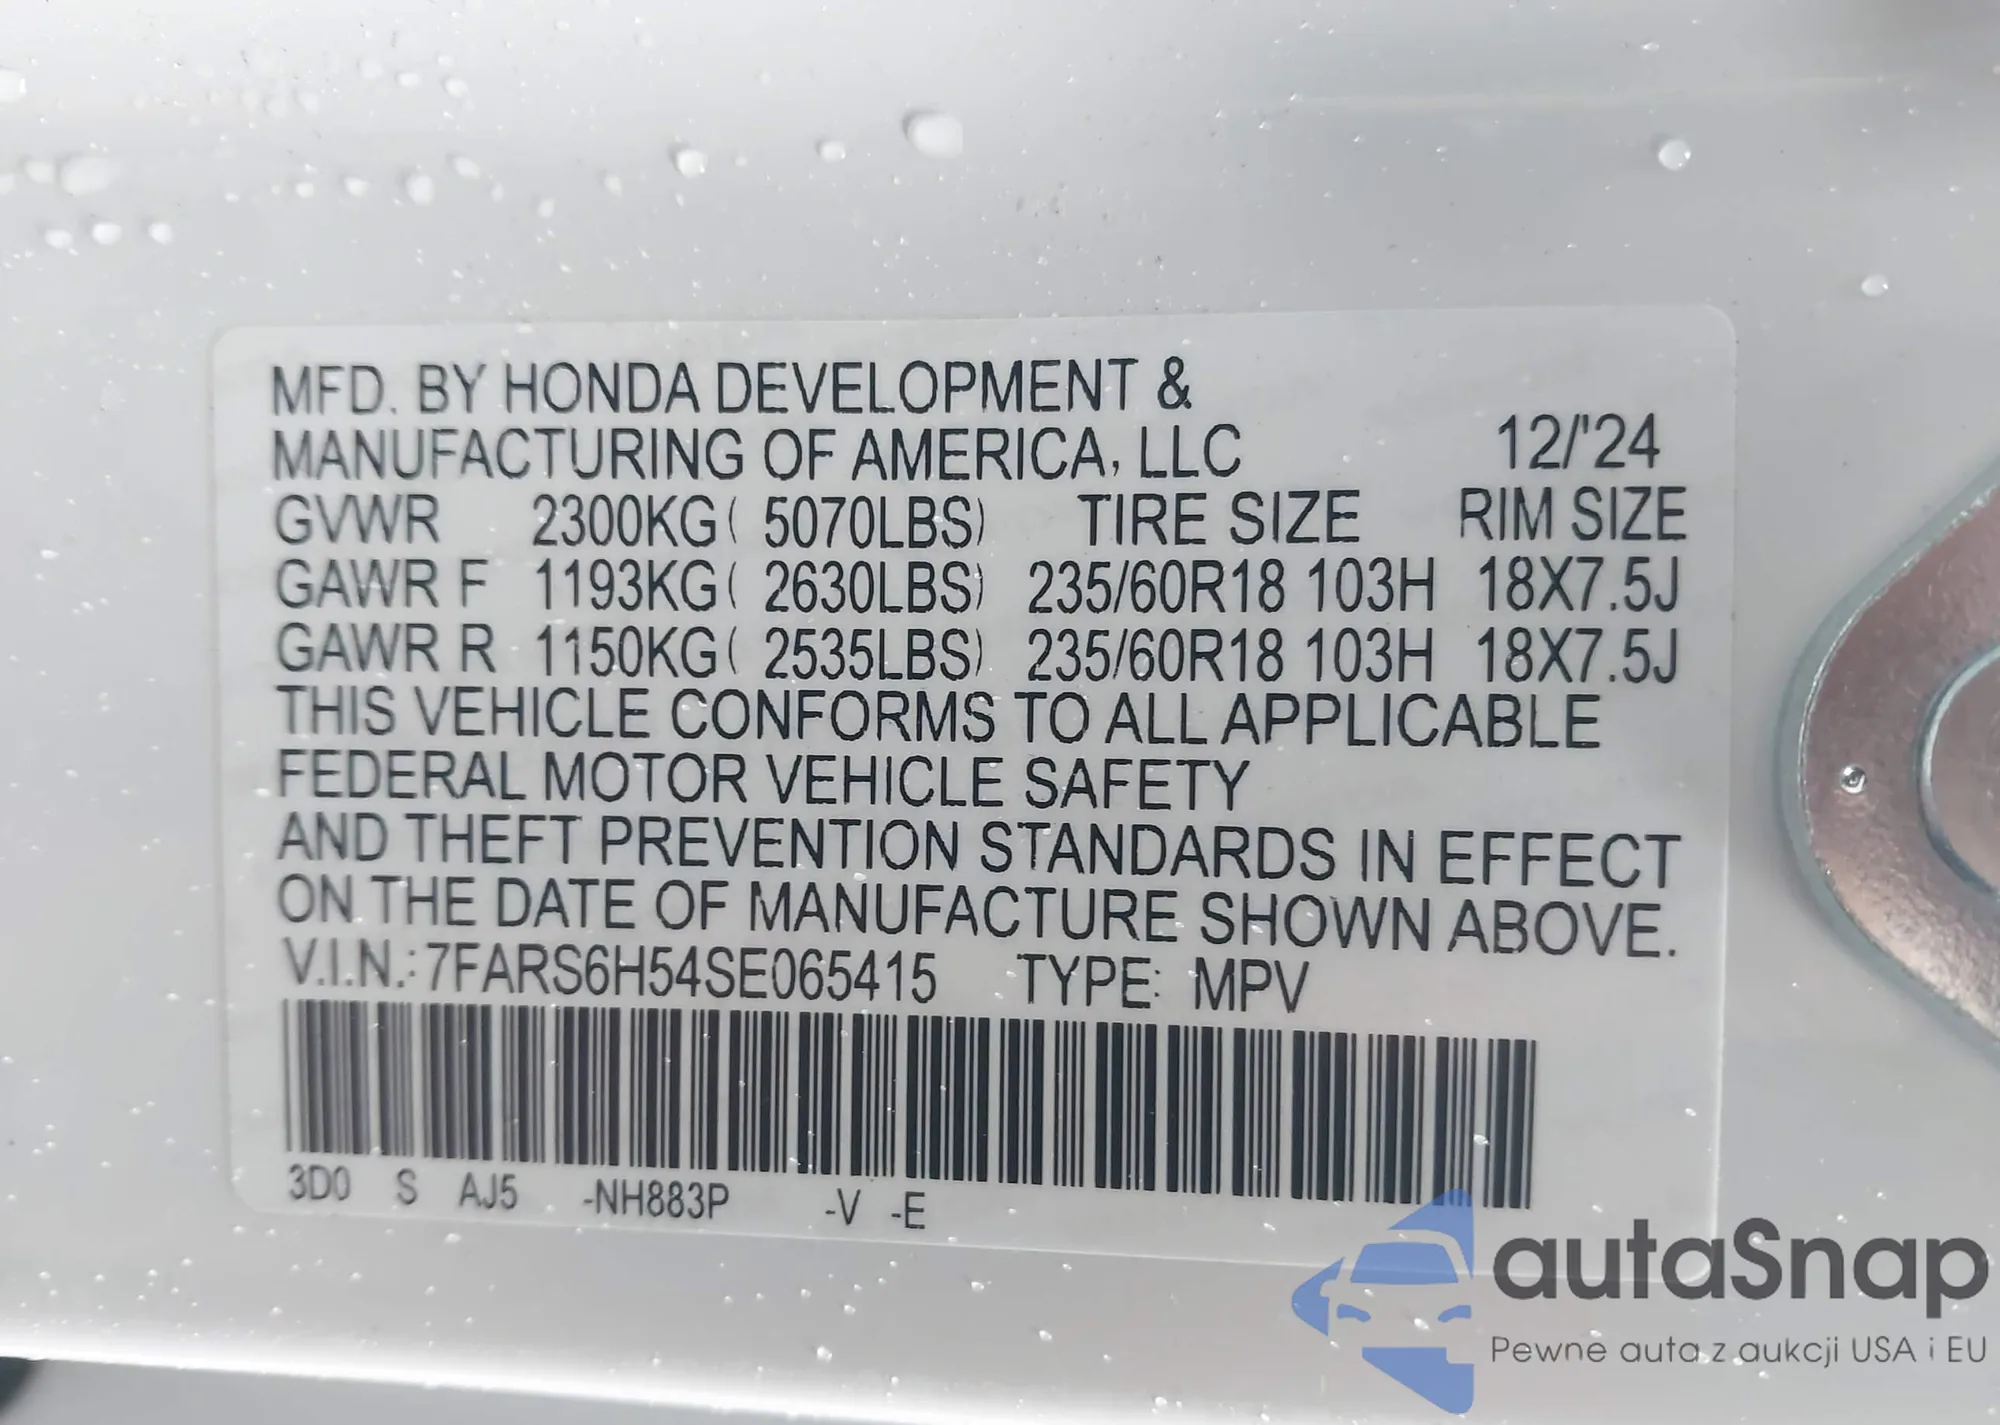 MFD. BY HONDA DEVELOPMENT &
MANUFACTURING OF AMERICA, LLC 12/'24
GVWR 2300KG( 5070LBS) TIRE SIZE RIM SIZE
GAWR F 1193KG( 2630LBS) 235/60R18 103H 18X7.5J
GAWR R 1150KG( 2535LBS) 235/60R18 103H 18X7.5J
THIS VEHICLE CONFORMS TO ALL APPLICABLE
FEDERAL MOTOR VEHICLE SAFETY
AND THEFT PREVENTION STANDARDS IN EFFECT
ON THE DATE OF MANUFACTURE SHOWN ABOVE.
V.I.N.:7FARS6H54SE065415 TYPE: MPV
3D0 S AJ5 -NH883P -V -E
autaSnap
Pewne auta z aukcji USA i EU